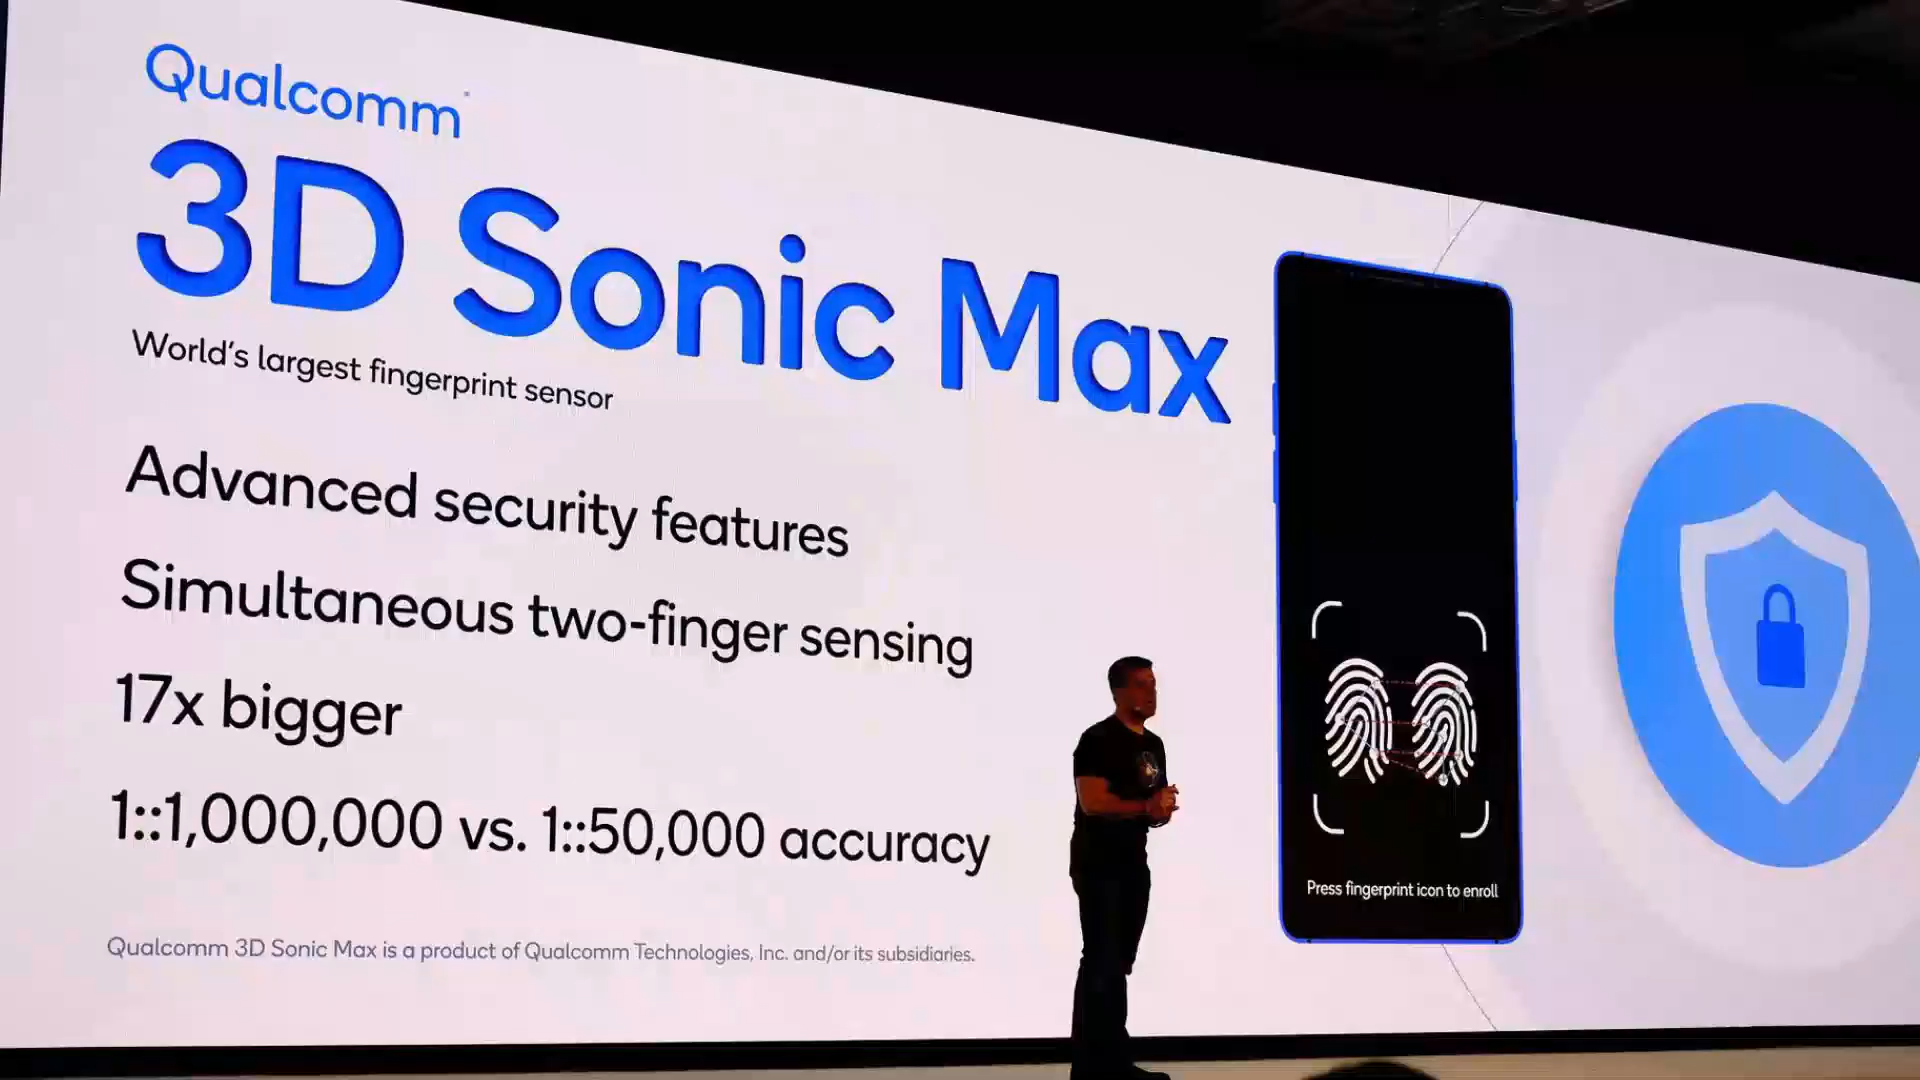 Qualcomm
3D Sonic Max
World's largest fingerprint sensor
Advanced security features
Simultaneous two-finger sensing
17x bigger
1::1,000,000 vs. 1::50,000 accuracy
Qualcomm 3D Sonic Max is a product of Qualcomm Technologies, Inc. and/or its subsidiaries.
Press fingerprint icon to enroll